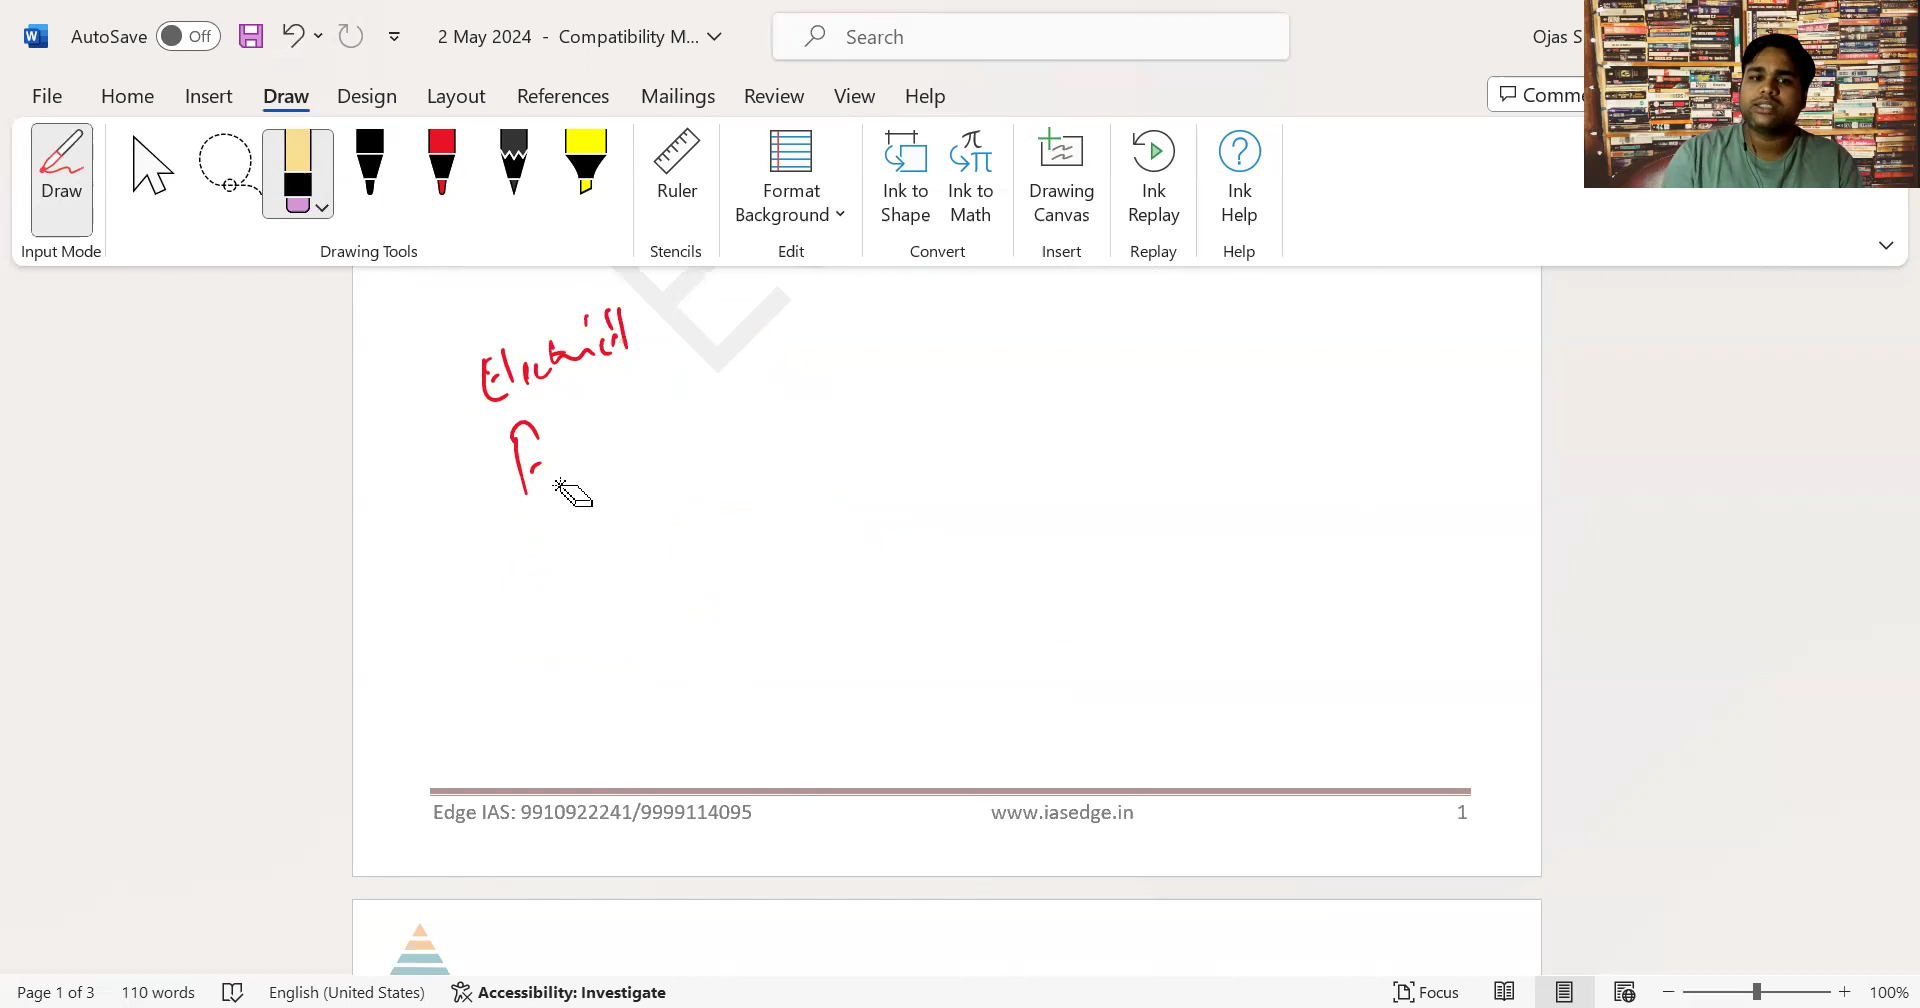 AutoSave Off 2 May 2024 - Compatibility M... Search Ojas S
File Home Insert Draw Design Layout References Mailings Review View Help Comme
Draw Ruler Format Background Ink to Shape Ink to Math Drawing Canvas Ink Replay Ink Help
Input Mode Drawing Tools Stencils Edit Convert Insert Replay Help
Electrical
Edge IAS: 9910922241/9999114095 www.iasedge.in 1
Page 1 of 3 110 words English (United States) Accessibility: Investigate Focus 100%